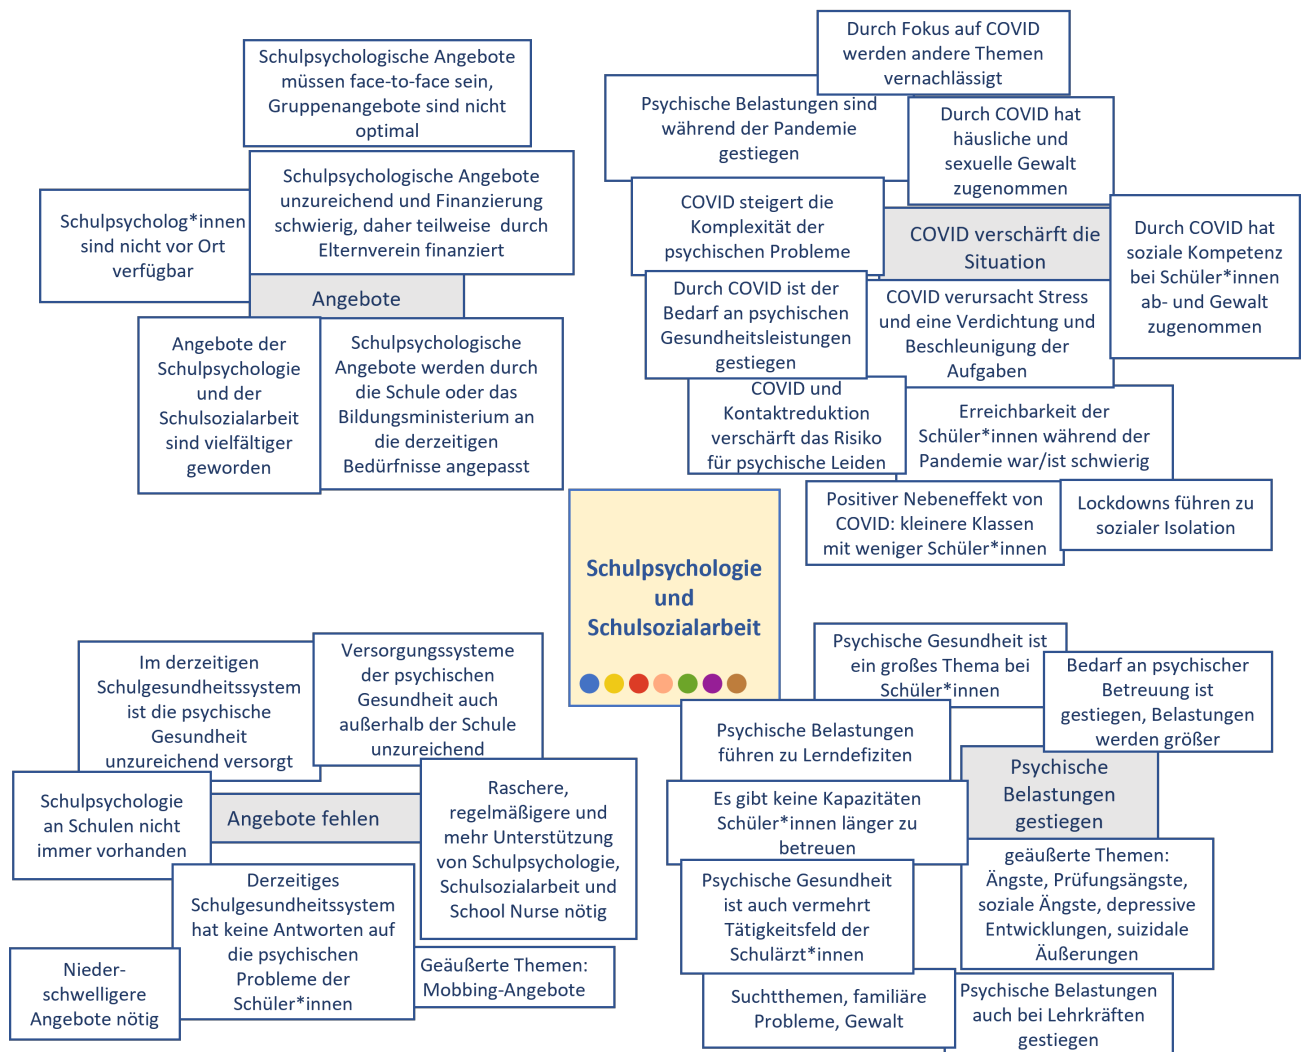 Schulpsychologische Angebote
müssen face-to-face sein,
Gruppenangebote sind nicht
optimal
Schulpsychologische Angebote
unzureichend und Finanzierung
schwierig, daher teilweise durch
Elternverein finanziert
Schulpsycholog*innen
sind nicht vor Ort
verfügbar
Angebote
Angebote der
Schulpsychologie
und der
Schulsozialarbeit
sind vielfältiger
geworden
Schulpsychologische
Angebote werden durch
die Schule oder das
Bildungsministerium an
die derzeitigen
Bedürfnisse angepasst
Durch Fokus auf COVID
werden andere Themen
vernachlässigt
Psychische Belastungen sind
während der Pandemie
gestiegen
Durch COVID hat
häusliche und
sexuelle Gewalt
zugenommen
COVID steigert die
Komplexität der
psychischen Probleme
COVID verschärft die
Situation
Durch COVID hat
soziale Kompetenz
bei Schüler*innen
ab- und Gewalt
zugenommen
Durch COVID ist der
Bedarf an psychischen
Gesundheitsleistungen
gestiegen
COVID verursacht Stress
und eine Verdichtung und
Beschleunigung der
Aufgaben
COVID und
Kontaktreduktion
verschärft das Risiko
für psychische Leiden
Erreichbarkeit der
Schüler*innen während der
Pandemie war/ist schwierig
Positiver Nebeneffekt von
COVID: kleinere Klassen
mit weniger Schüler*innen
Lockdowns führen zu
sozialer Isolation
Schulpsychologie
und
Schulsozialarbeit
Im derzeitigen
Schulgesundheitssystem
ist die psychische
Gesundheit
unzureichend versorgt
Versorgungssysteme
der psychischen
Gesundheit auch
außerhalb der Schule
unzureichend
Schulpsychologie
an Schulen nicht
immer vorhanden
Angebote fehlen
Raschere,
regelmäßigere und
mehr Unterstützung
von Schulpsychologie,
Schulsozialarbeit und
School Nurse nötig
Derzeitiges
Schulgesundheitssystem
hat keine Antworten auf
die psychischen
Probleme der
Schüler*innen
Nieder-
schwelligere
Angebote nötig
Geäußerte Themen:
Mobbing-Angebote
Psychische Gesundheit ist
ein großes Thema bei
Schüler*innen
Bedarf an psychischer
Betreuung ist
gestiegen, Belastungen
werden größer
Psychische Belastungen
führen zu Lerndefiziten
Psychische
Belastungen
gestiegen
Es gibt keine Kapazitäten
Schüler*innen länger zu
betreuen
geäußerte Themen:
Ängste, Prüfungsängste,
soziale Ängste, depressive
Entwicklungen, suizidale
Äußerungen
Psychische Gesundheit
ist auch vermehrt
Tätigkeitsfeld der
Schulärzt*innen
Suchtthemen, familiäre
Probleme, Gewalt
Psychische Belastungen
auch bei Lehrkräften
gestiegen